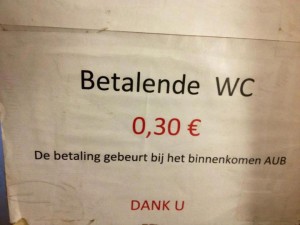 Betalende WC
0,30 €
De betaling gebeurt bij het binnenkomen AUB
DANK U